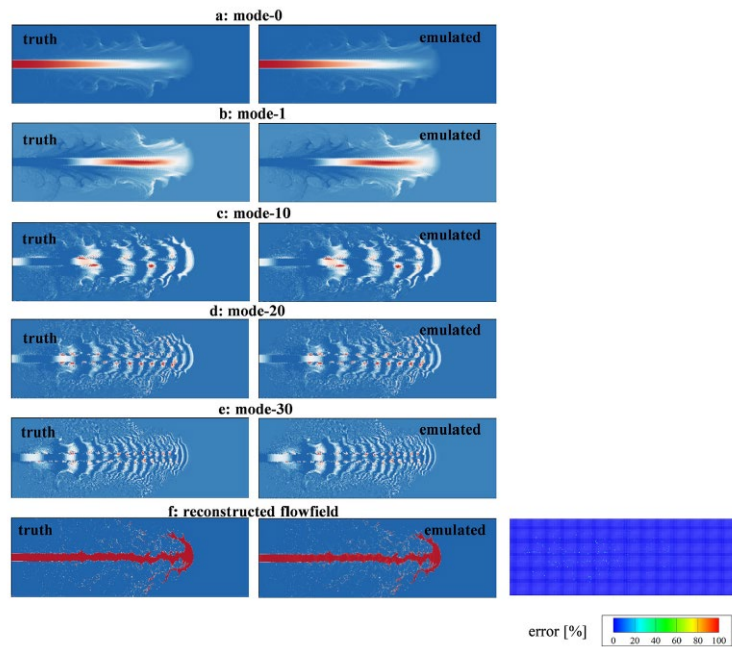 a: mode-0
truth emulated
b: mode-1
truth emulated
c: mode-10
truth emulated
d: mode-20
truth emulated
e: mode-30
truth emulated
f: reconstructed flowfield
truth emulated
error [%]
0 20 40 60 80 100